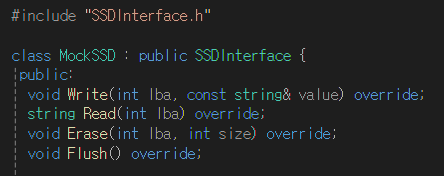 #include "SSDInterface.h"
class MockSSD : public SSDInterface {
public:
void Write(int lba, const string& value) override;
string Read(int lba) override;
void Erase(int lba, int size) override;
void Flush() override;